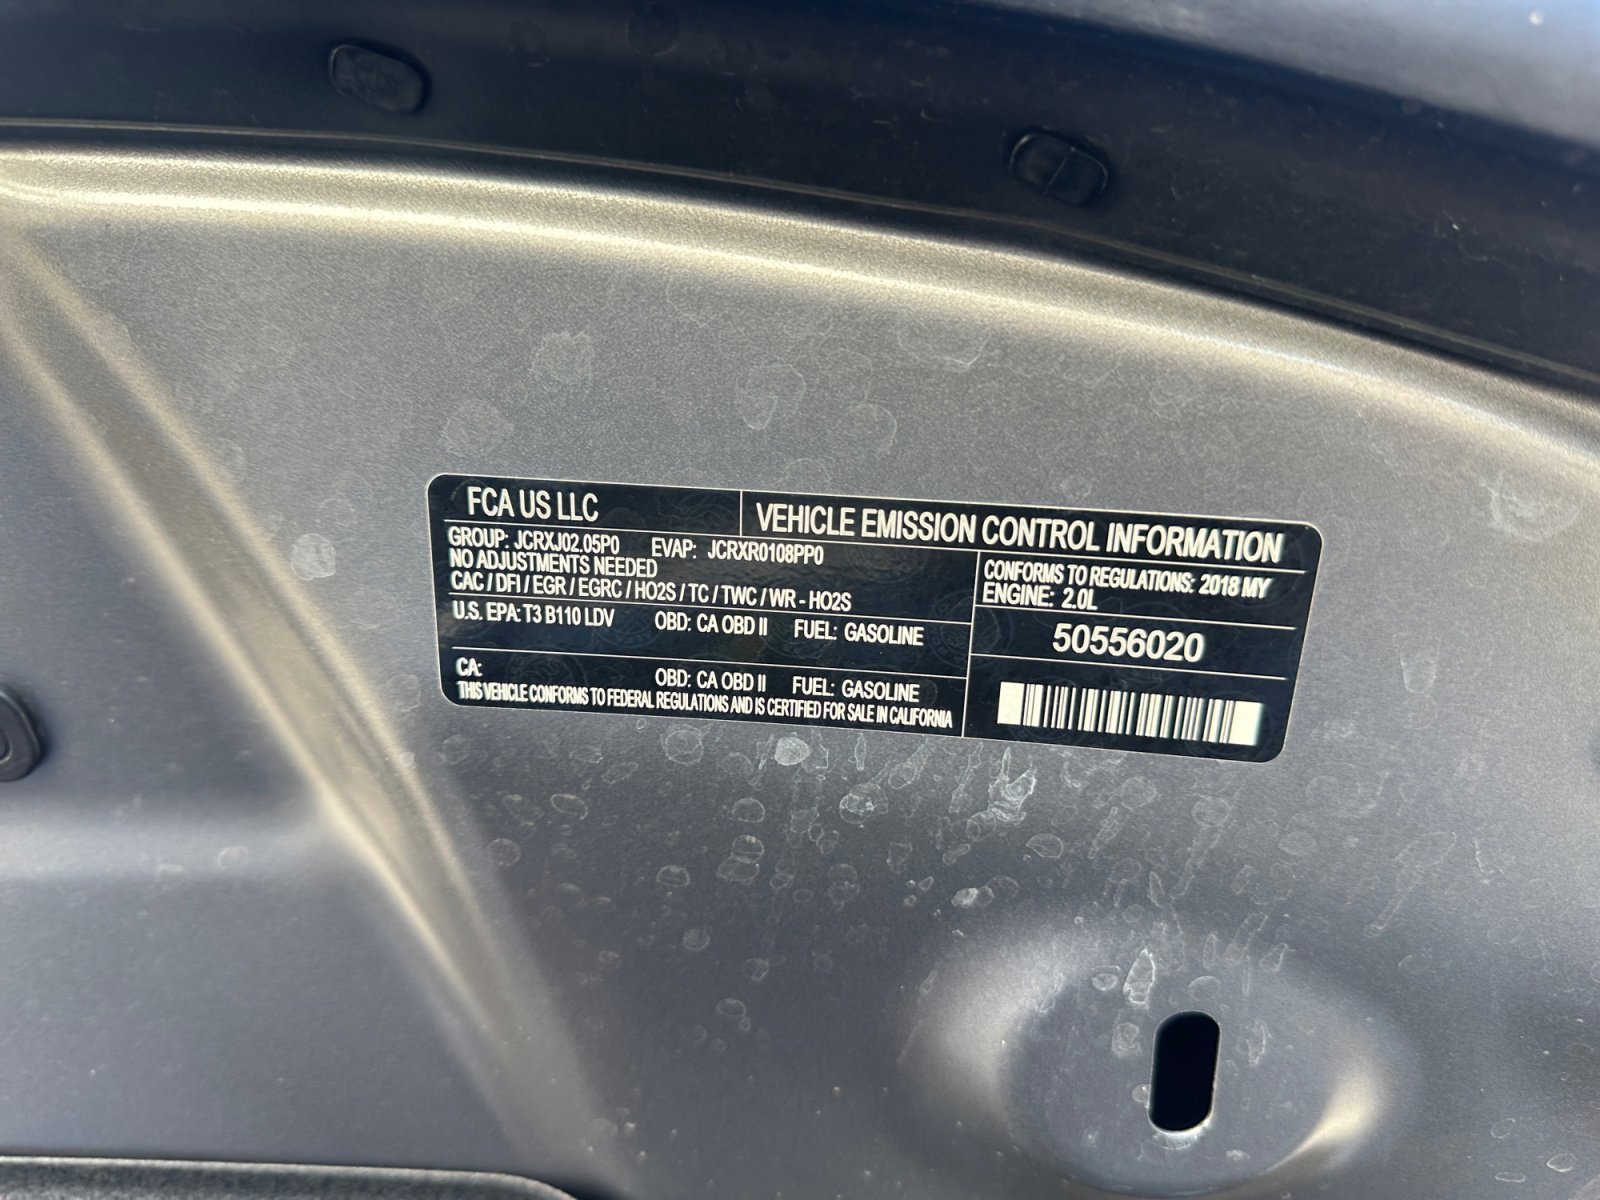 FCA US LLC
VEHICLE EMISSION CONTROL INFORMATION
GROUP: JCRXJ02.05P0 EVAP: JCRXR0108PP0
NO ADJUSTMENTS NEEDED
CAC / DFI / EGR / EGRC / HO2S / TC / TWC / WR - HO2S
CONFORMS TO REGULATIONS: 2018 MY
ENGINE: 2.0L
U.S. EPA: T3 B110 LDV OBD: CA OBD II FUEL: GASOLINE
50556020
CA: OBD: CA OBD II FUEL: GASOLINE
THIS VEHICLE CONFORMS TO FEDERAL REGULATIONS AND IS CERTIFIED FOR SALE IN CALIFORNIA